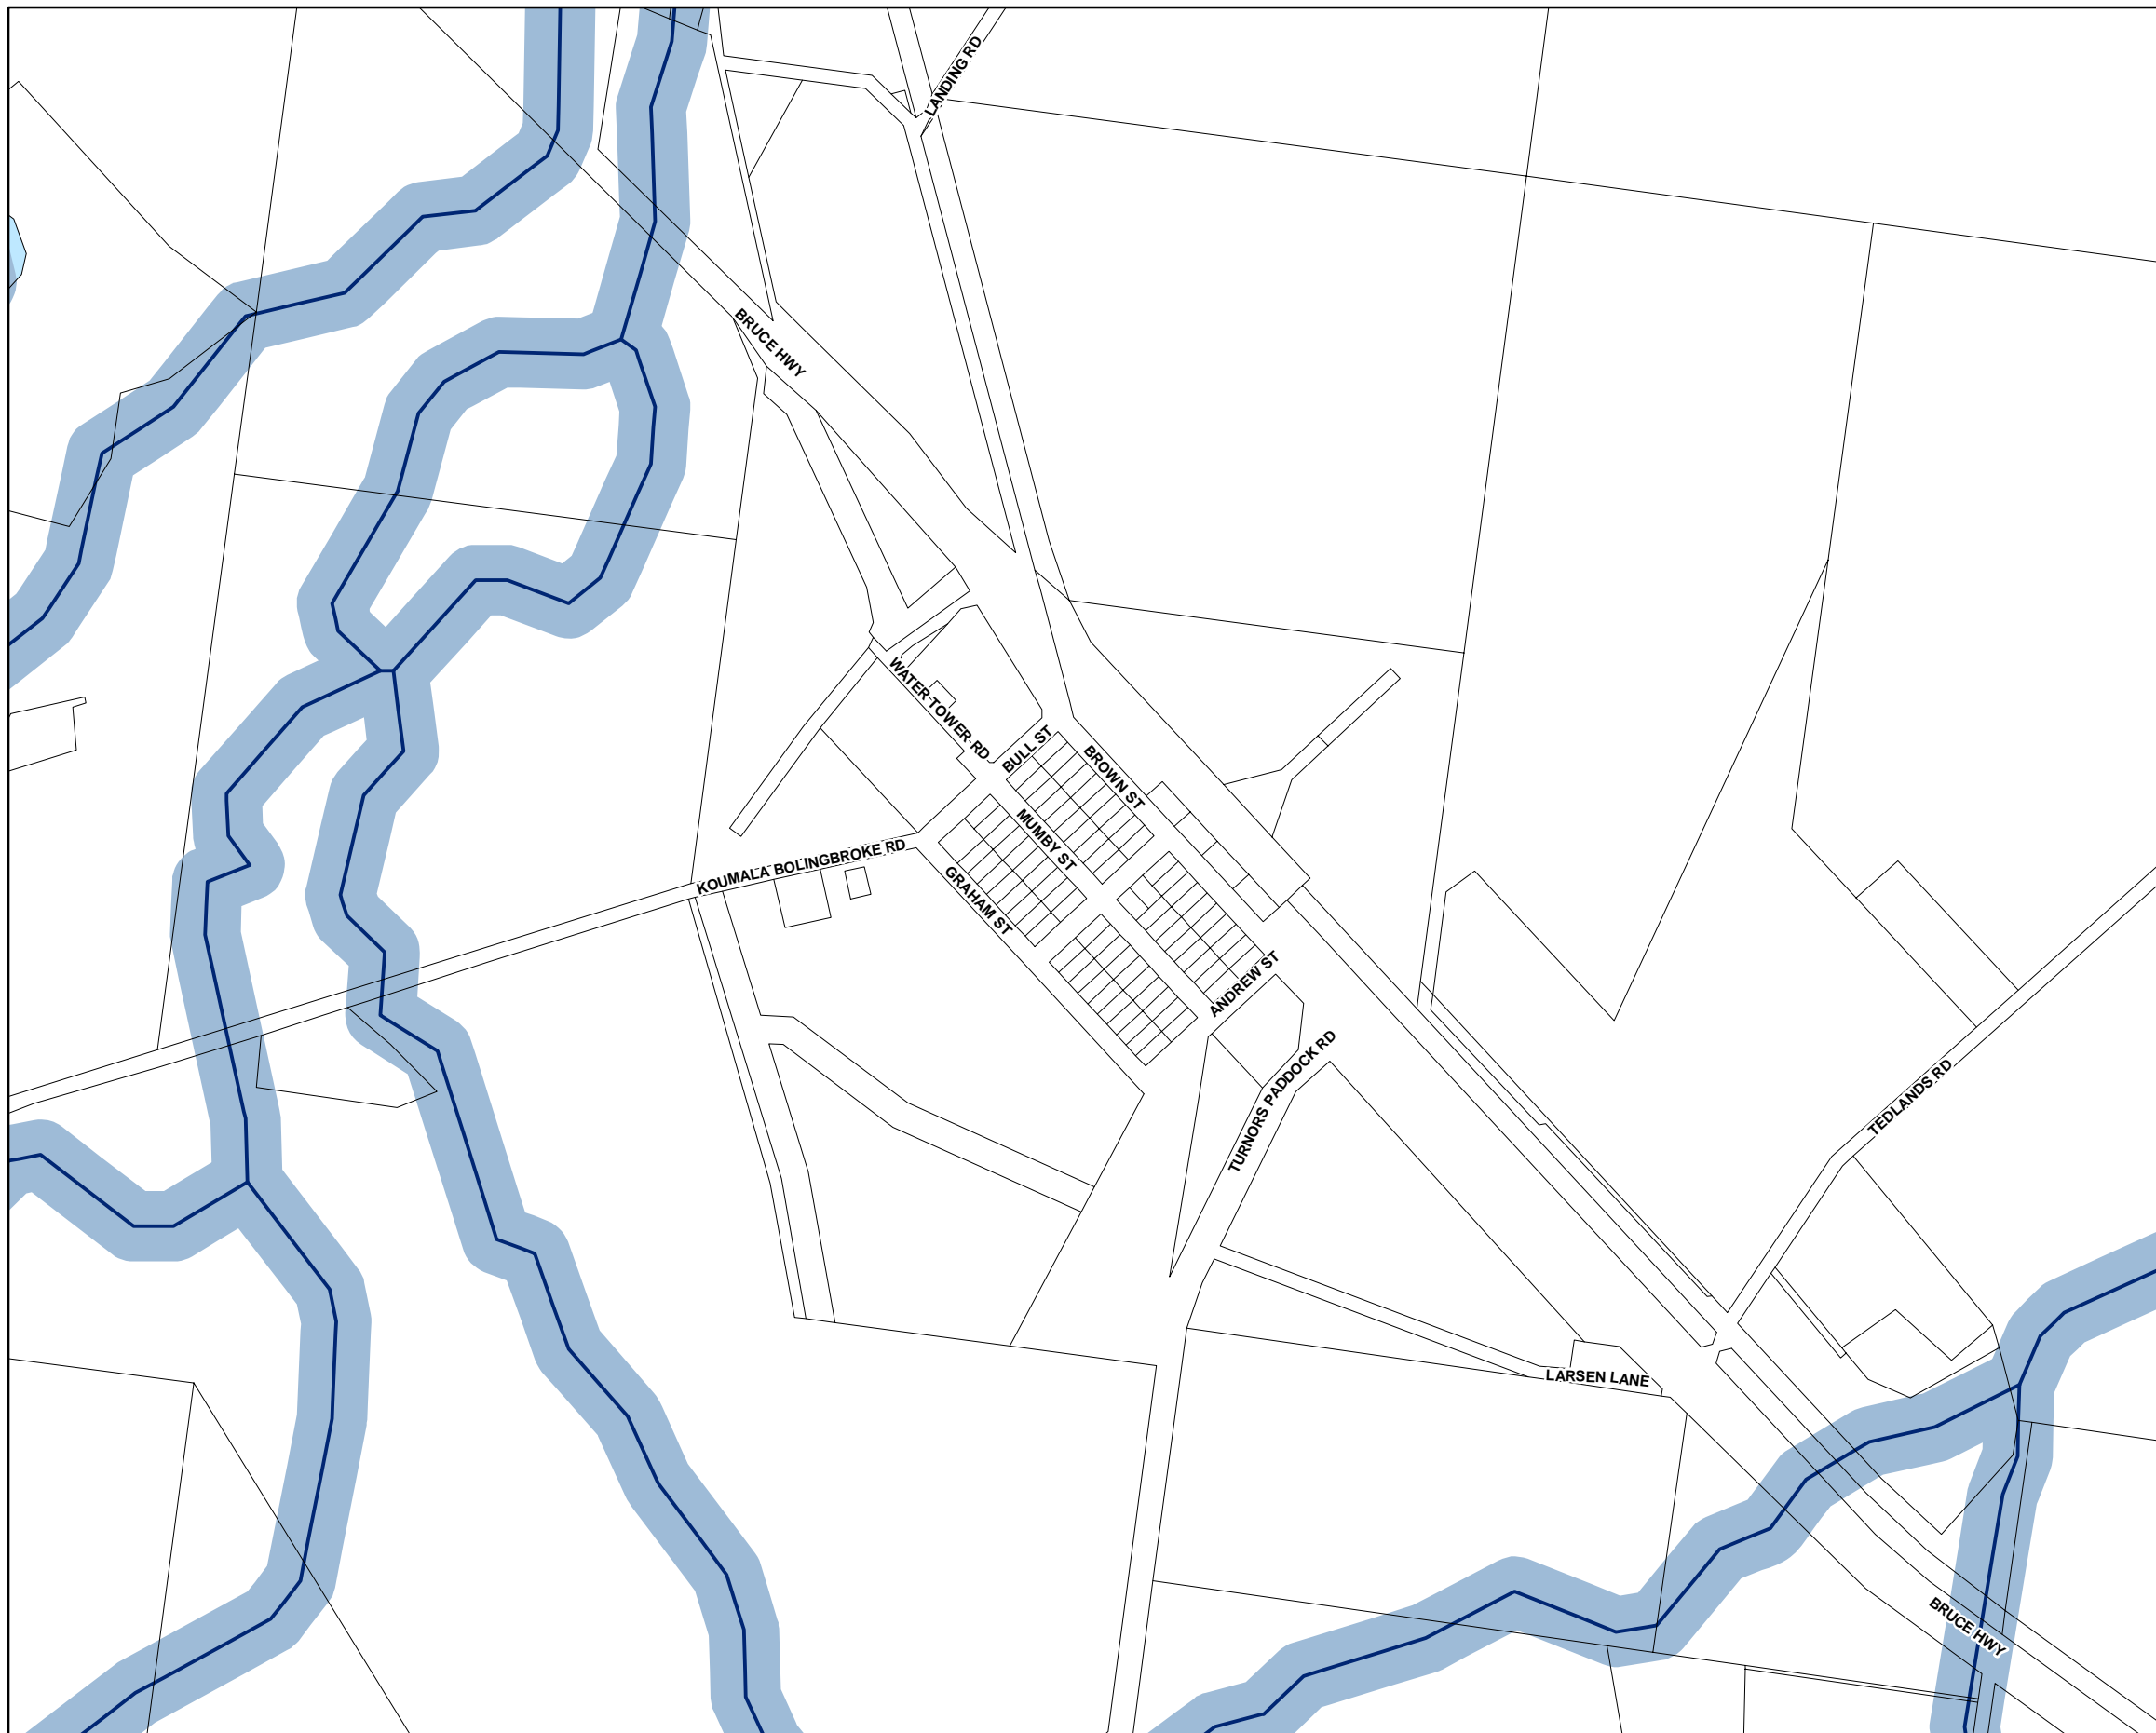 LANDING RD
BRUCE HWY
WATER TOWER RD
BULL ST
BROWN ST
MUMBY ST
KOUMALA BOLINGBROKE RD
GRAHAM ST
ANDREW ST
TURNORS PADDOCK RD
TEDLANDS RD
LARSEN LANE
BRUCE HWY